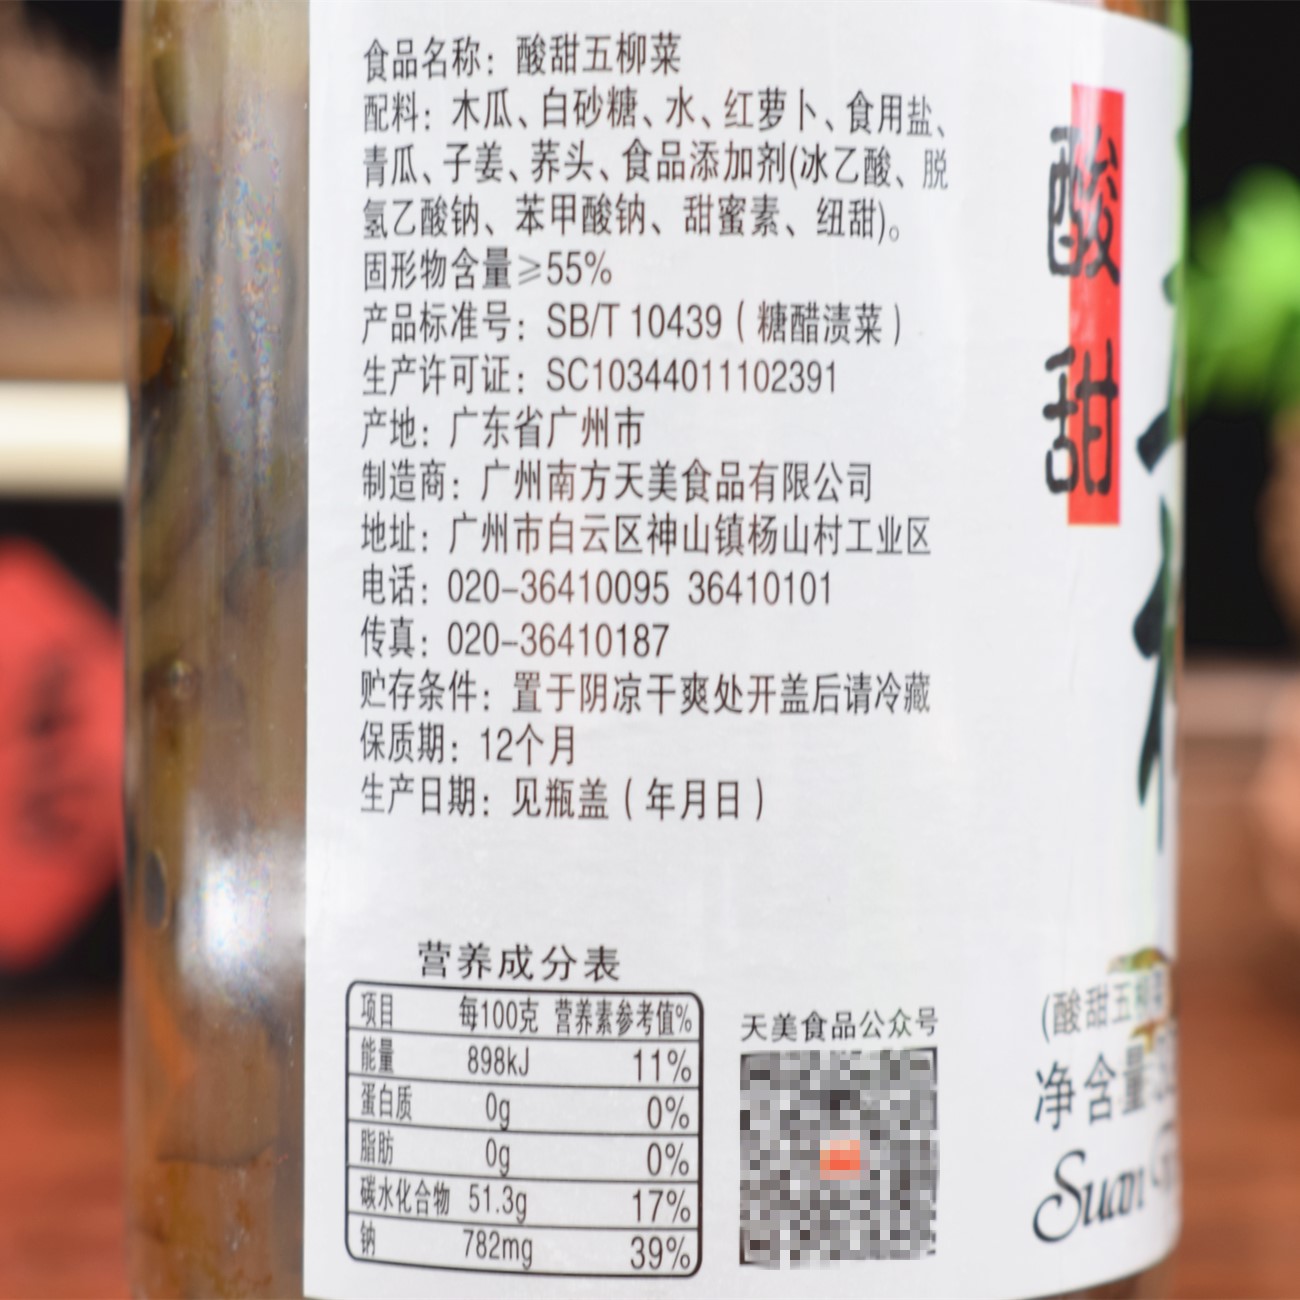 食品名称：酸甜五柳菜
配料：木瓜、白砂糖、水、红萝卜、食用盐、
青瓜、子姜、荞头、食品添加剂(冰乙酸、脱
氢乙酸钠、苯甲酸钠、甜蜜素、纽甜)。
固形物含量≥55%
产品标准号：SB/T 10439（糖醋渍菜）
生产许可证：SC10344011102391
产地：广东省广州市
制造商：广州南方天美食品有限公司
地址：广州市白云区神山镇杨山村工业区
电话：020-36410095 36410101
传真：020-36410187
贮存条件：置于阴凉干爽处开盖后请冷藏
保质期：12个月
生产日期：见瓶盖（年月日）
营养成分表
项目 每100克 营养素参考值%
能量 898kJ 11%
蛋白质 0g 0%
脂肪 0g 0%
碳水化合物 51.3g 17%
钠 782mg 39%
天美食品公众号
酸甜
(酸甜五柳
净含量
Suan